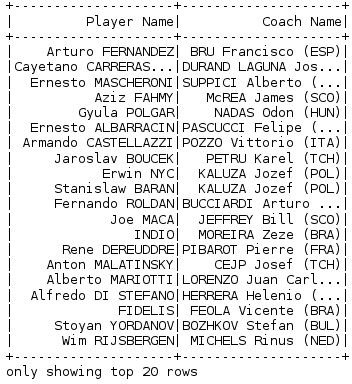 +--------------------+--------------------+
|         Player Name|          Coach Name|
+--------------------+--------------------+
|    Arturo FERNANDEZ| BRU Francisco (ESP)|
|Cayetano CARRERAS...|DURAND LAGUNA Jos...|
|  Ernesto MASCHERONI|SUPPICI Alberto (...|
|          Aziz FAHMY|   McREA James (SCO)|
|        Gyula POLGAR|    NADAS Odon (HUN)|
|  Ernesto ALBARRACIN|PASCUCCI Felipe (...|
| Armando CASTELLAZZI|POZZO Vittorio (ITA)|
|     Jaroslav BOUCEK|   PETRU Karel (TCH)|
|           Erwin NYC|  KALUZA Jozef (POL)|
|     Stanislaw BARAN|  KALUZA Jozef (POL)|
|     Fernando ROLDAN|BUCCIARDI Arturo ...|
|            Joe MACA|  JEFFREY Bill (SCO)|
|               INDIO|  MOREIRA Zeze (BRA)|
|      Rene DEREUDDRE|PIBAROT Pierre (FRA)|
|    Anton MALATINSKY|    CEJP Josef (TCH)|
|    Alberto MARIOTTI|LORENZO Juan Carl...|
|  Alfredo DI STEFANO|HERRERA Helenio (...|
|             FIDELIS| FEOLA Vicente (BRA)|
|     Stoyan YORDANOV|BOZHKOV Stefan (BUL)|
|      Wim RIJSBERGEN| MICHELS Rinus (NED)|
+--------------------+--------------------+
only showing top 20 rows